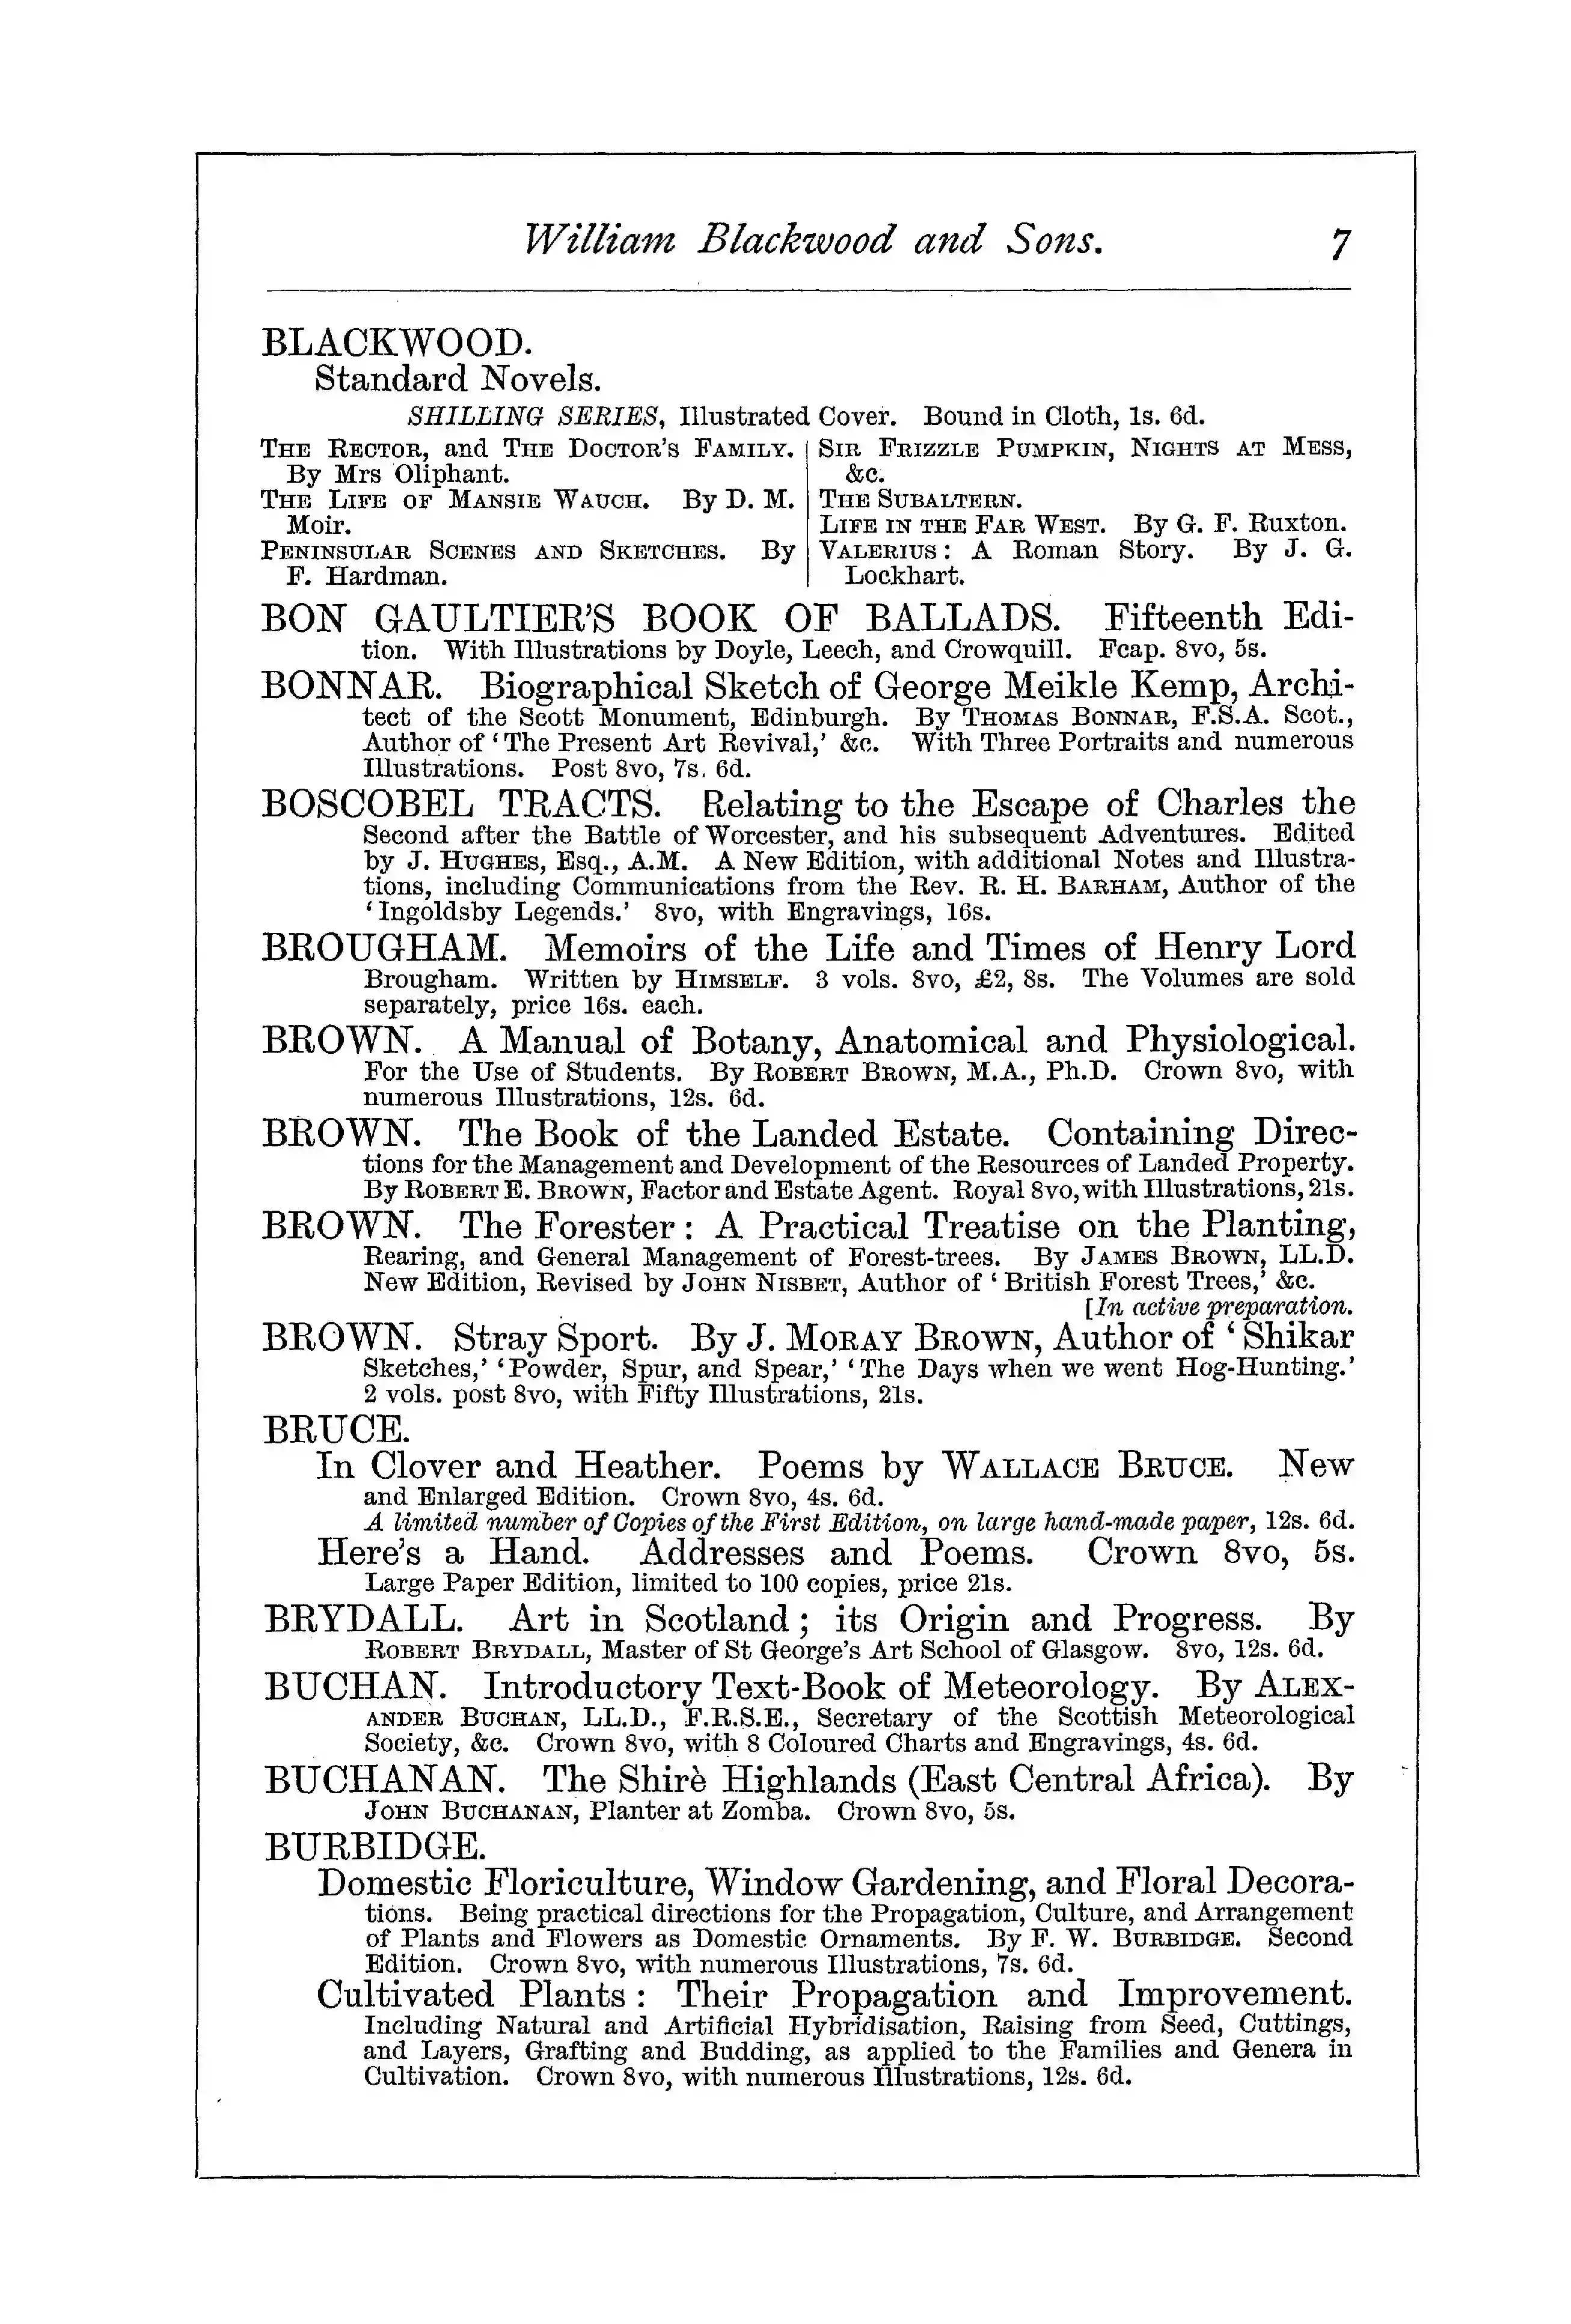 William Blackwood and Sons. 7
BLACKWOOD.
Standard Novels.
SHILLING SERIES, Illustrated Cover. Bound in Cloth, 1s. 6d.
THE RECTOR, and THE DOCTOR'S FAMILY.
By Mrs Oliphant.
THE LIFE OF MANSIE WAUCH. By D. M.
Moir.
PENINSULAR SCENES AND SKETCHES. By
F. Hardman.
SIR FRIZZLE PUMPKIN, NIGHTS AT MESS,
&c.
THE SUBALTERN.
LIFE IN THE FAR WEST. By G. F. Ruxton.
VALERIUS: A Roman Story. By J. G.
Lockhart.
BON GAULTIER'S BOOK OF BALLADS. Fifteenth Edi-
tion. With Illustrations by Doyle, Leech, and Crowquill. Fcap. 8vo, 5s.
BONNAR. Biographical Sketch of George Meikle Kemp, Archi-
tect of the Scott Monument, Edinburgh. By THOMAS BONNAR, F.S.A. Scot.,
Author of 'The Present Art Revival,' &c. With Three Portraits and numerous
Illustrations. Post 8vo, 7s. 6d.
BOSCOBEL TRACTS. Relating to the Escape of Charles the
Second after the Battle of Worcester, and his subsequent Adventures. Edited
by J. HUGHES, Esq., A.M. A New Edition, with additional Notes and Illustra-
tions, including Communications from the Rev. R. H. BARHAM, Author of the
'Ingoldsby Legends.' 8vo, with Engravings, 16s.
BROUGHAM. Memoirs of the Life and Times of Henry Lord
Brougham. Written by HIMSELF. 3 vols. 8vo, £2, 8s. The Volumes are sold
separately, price 16s. each.
BROWN. A Manual of Botany, Anatomical and Physiological.
For the Use of Students. By ROBERT BROWN, M.A., Ph.D. Crown 8vo, with
numerous Illustrations, 12s. 6d.
BROWN. The Book of the Landed Estate. Containing Direc-
tions for the Management and Development of the Resources of Landed Property.
By ROBERT E. BROWN, Factor and Estate Agent. Royal 8vo, with Illustrations, 21s.
BROWN. The Forester: A Practical Treatise on the Planting,
Rearing, and General Management of Forest-trees. By JAMES BROWN, LL.D.
New Edition, Revised by JOHN NISBET, Author of 'British Forest Trees,' &c.
[In active preparation.
BROWN. Stray Sport. By J. MORAY BROWN, Author of 'Shikar
Sketches,' 'Powder, Spur, and Spear,' 'The Days when we went Hog-Hunting.'
2 vols. post 8vo, with Fifty Illustrations, 21s.
BRUCE.
In Clover and Heather. Poems by WALLACE BRUCE. New
and Enlarged Edition. Crown 8vo, 4s. 6d.
A limited number of Copies of the First Edition, on large hand-made paper, 12s. 6d.
Here's a Hand. Addresses and Poems. Crown 8vo, 5s.
Large Paper Edition, limited to 100 copies, price 21s.
BRYDALL. Art in Scotland; its Origin and Progress. By
ROBERT BRYDALL, Master of St George's Art School of Glasgow. 8vo, 12s. 6d.
BUCHAN. Introductory Text-Book of Meteorology. By ALEX-
ANDER BUCHAN, LL.D., F.R.S.E., Secretary of the Scottish Meteorological
Society, &c. Crown 8vo, with 8 Coloured Charts and Engravings, 4s. 6d.
BUCHANAN. The Shirè Highlands (East Central Africa). By
JOHN BUCHANAN, Planter at Zomba. Crown 8vo, 5s.
BURBIDGE.
Domestic Floriculture, Window Gardening, and Floral Decora-
tions. Being practical directions for the Propagation, Culture, and Arrangement
of Plants and Flowers as Domestic Ornaments. By F. W. BURBIDGE. Second
Edition. Crown 8vo, with numerous Illustrations, 7s. 6d.
Cultivated Plants: Their Propagation and Improvement.
Including Natural and Artificial Hybridisation, Raising from Seed, Cuttings,
and Layers, Grafting and Budding, as applied to the Families and Genera in
Cultivation. Crown 8vo, with numerous Illustrations, 12s. 6d.